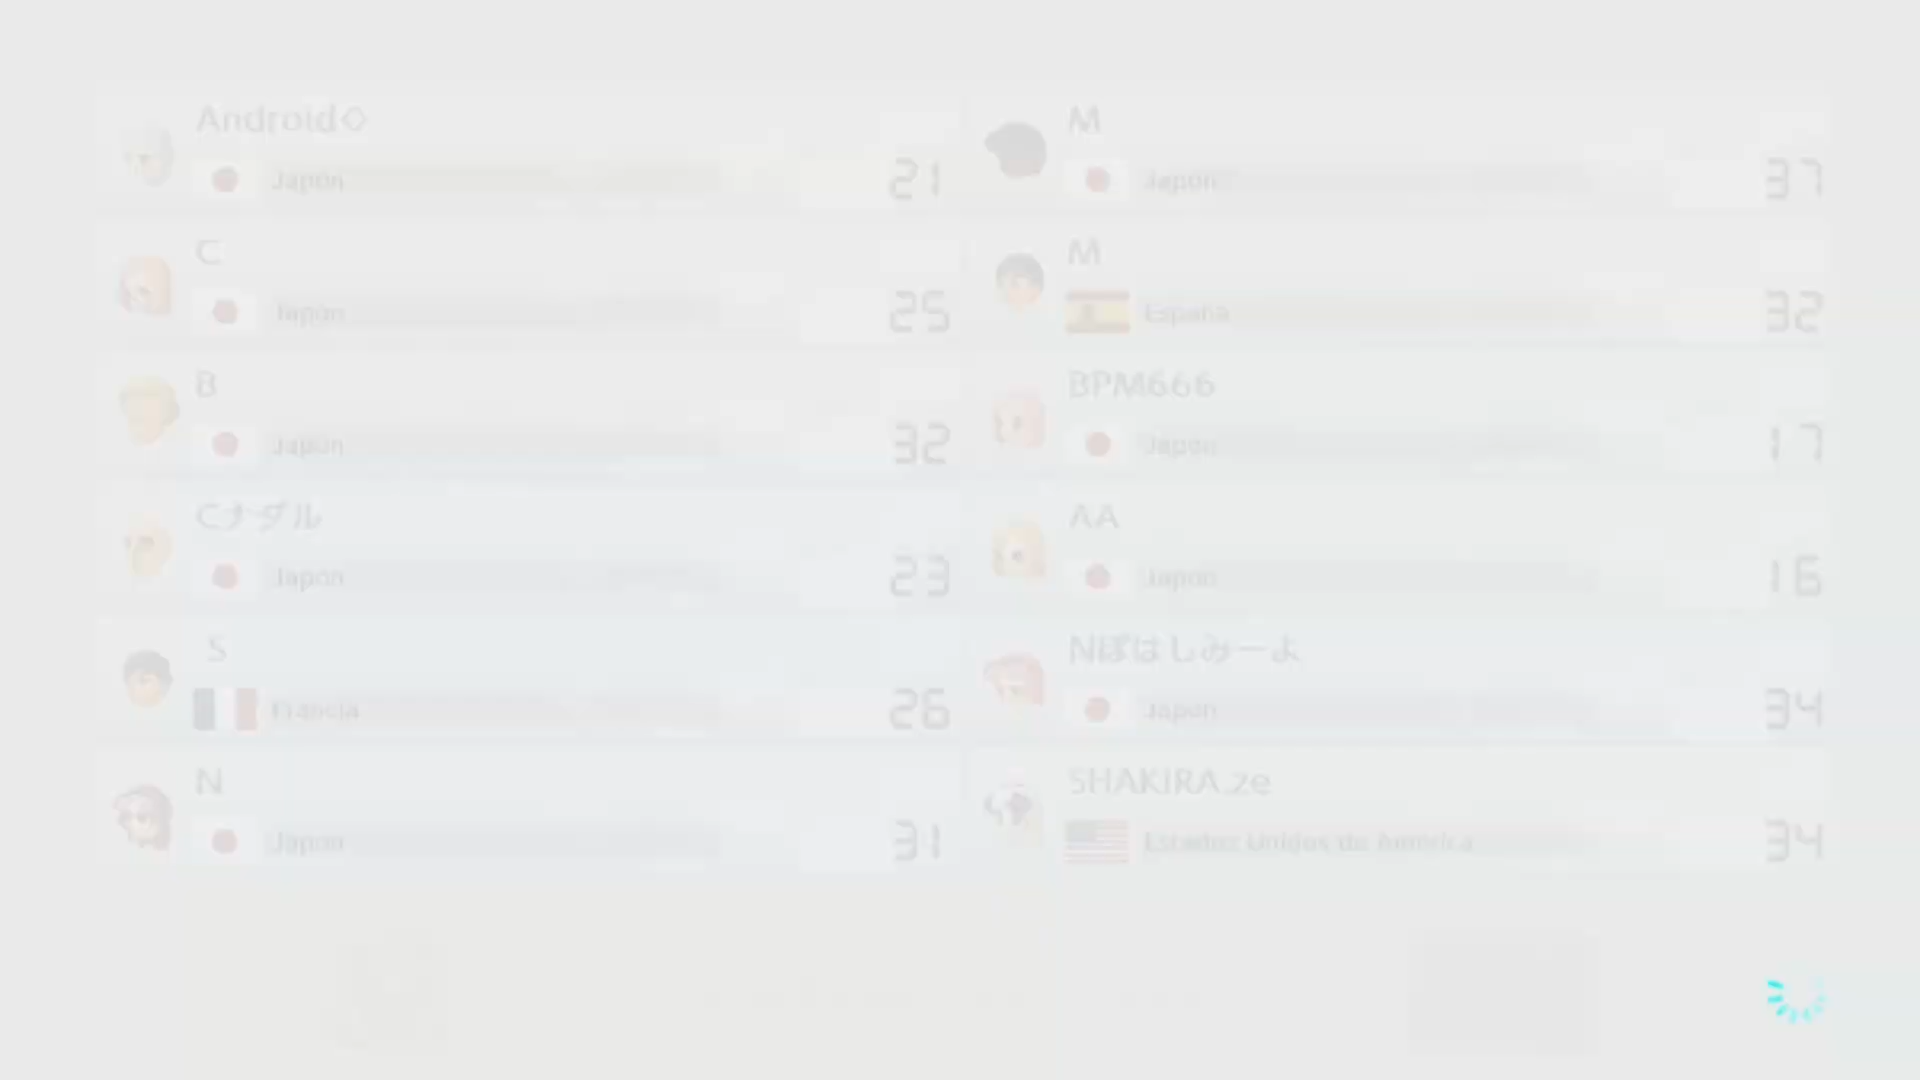 Android◇
Japón
21
C
Japón
25
B
Japón
32
Cナダル
Japón
23
S
Francia
26
N
Japón
31
M
Japón
37
M
España
32
BPM666
Japón
17
AA
Japón
16
Nぽはしみーよ
Japón
34
SHAKIRA.ze
Estados Unidos de América
34